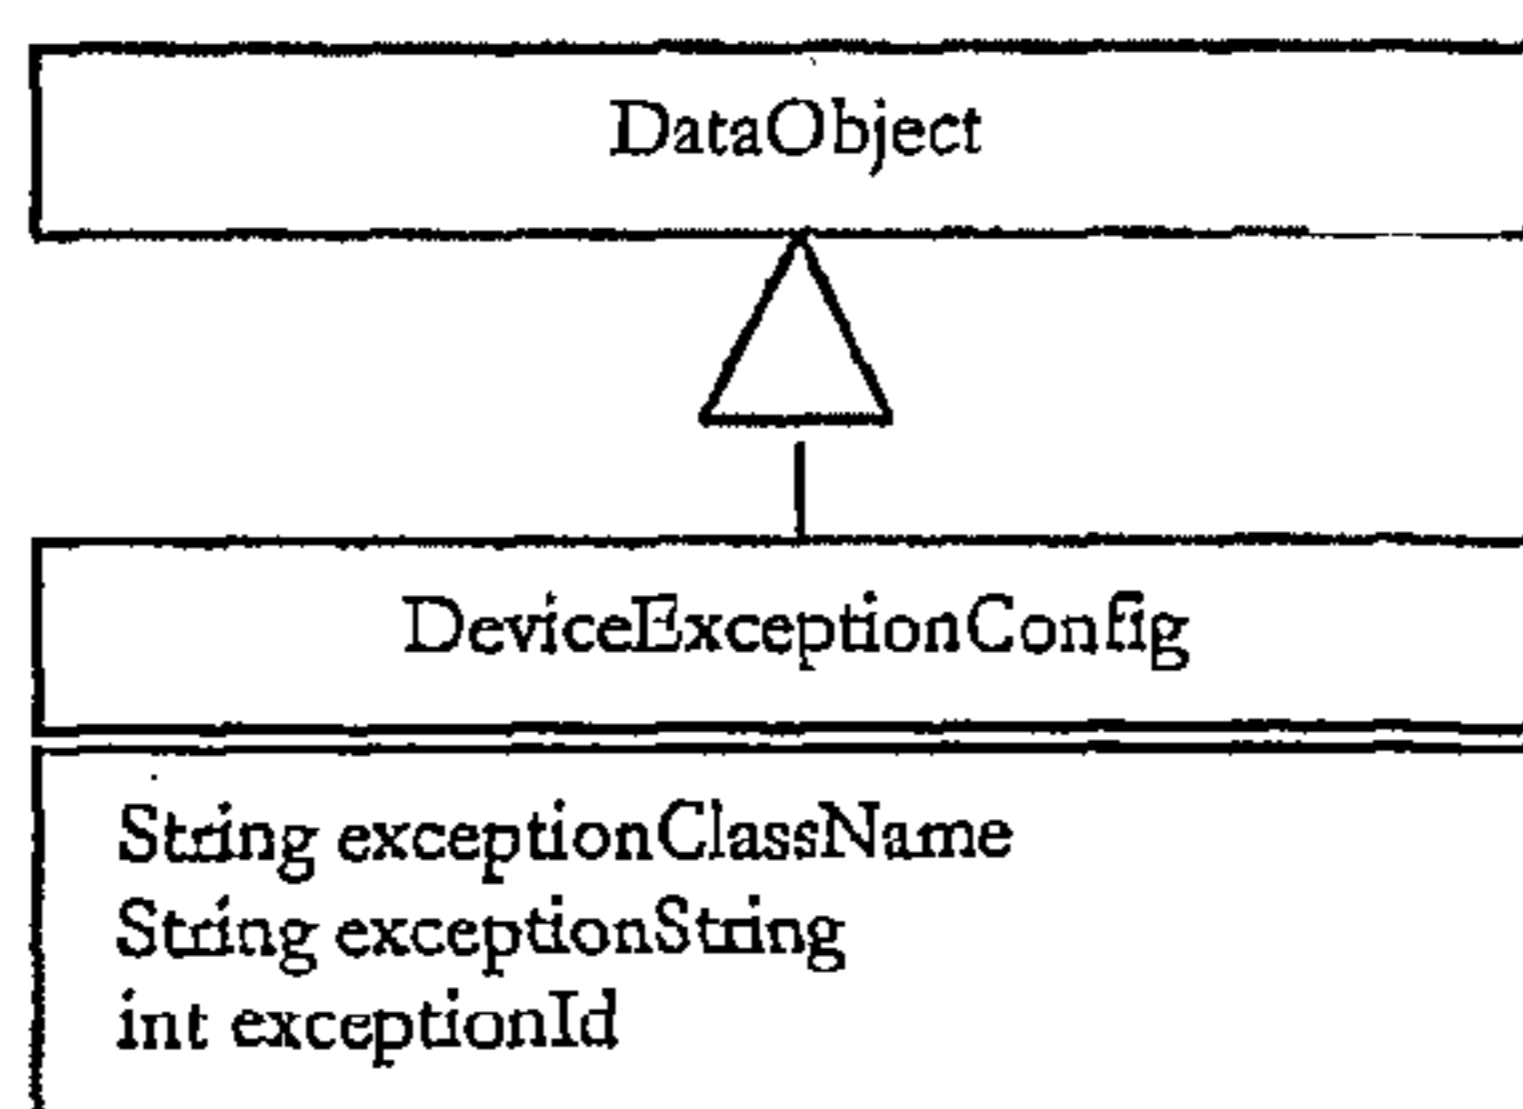 DataObject
DeviceExceptionConfig
String exceptionClassName
String exceptionString
int exceptionId